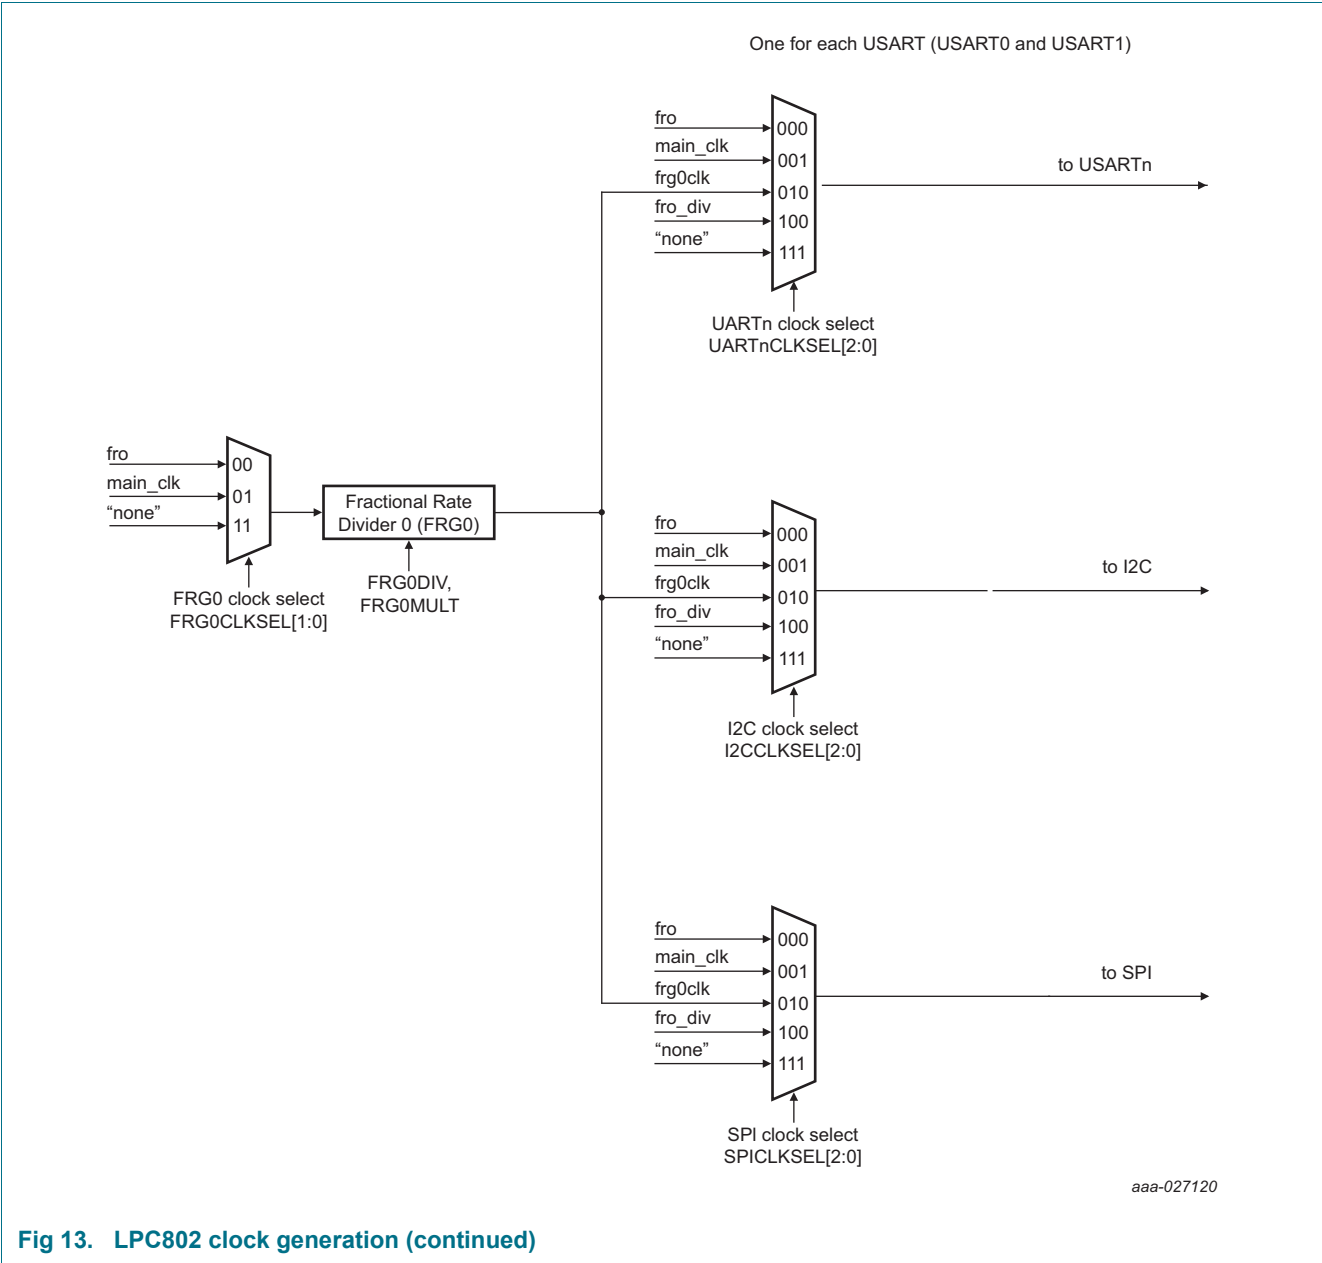 One for each USART (USART0 and USART1)
fro
000
main_clk
001
frg0clk
010
fro_div
100
"none"
111
to USARTn
UARTn clock select
UARTnCLKSEL[2:0]
fro
00
main_clk
01
"none"
11
FRG0 clock select
FRG0CLKSEL[1:0]
Fractional Rate
Divider 0 (FRG0)
FRG0DIV,
FRG0MULT
fro
000
main_clk
001
frg0clk
010
fro_div
100
"none"
111
to I2C
I2C clock select
I2CCLKSEL[2:0]
fro
000
main_clk
001
frg0clk
010
fro_div
100
"none"
111
to SPI
SPI clock select
SPICLKSEL[2:0]
aaa-027120
Fig 13. LPC802 clock generation (continued)